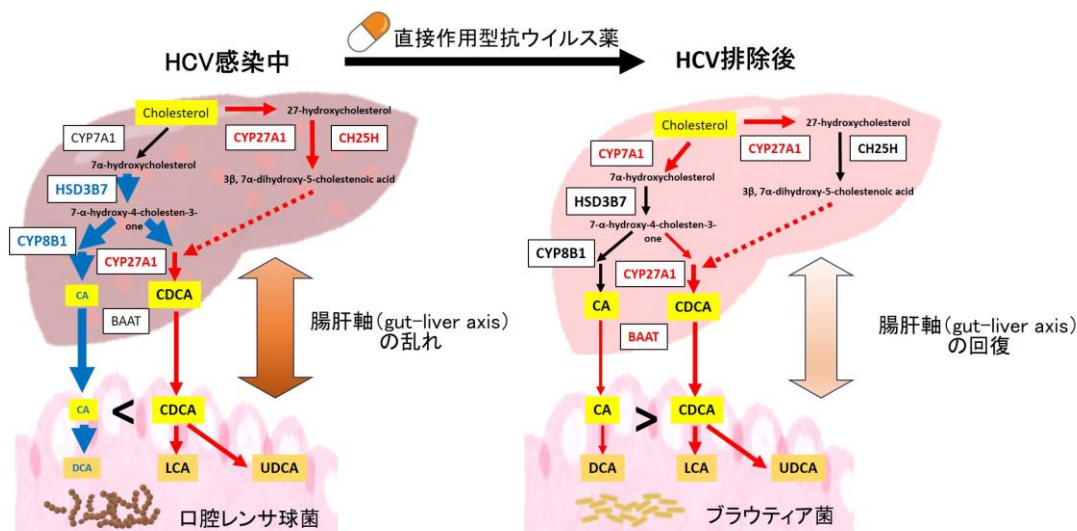 直接作用型抗ウイルス薬
HCV感染中
HCV排除後
Cholesterol
27-hydroxycholesterol
CYP7A1
CYP27A1
CH25H
7α-hydroxycholesterol
HSD3B7
3β, 7α-dihydroxy-5-cholestenoic acid
7-α-hydroxy-4-cholesten-3-
one
CYP8B1
CYP27A1
CA
CDCA
BAAT
腸肝軸(gut-liver axis)
の乱れ
CA
<
CDCA
DCA
LCA
UDCA
口腔レンサ球菌
Cholesterol
27-hydroxycholesterol
CYP7A1
CYP27A1
CH25H
7α-hydroxycholesterol
HSD3B7
3β, 7α-dihydroxy-5-cholestenoic acid
7-α-hydroxy-4-cholesten-3-
one
CYP8B1
CYP27A1
CA
CDCA
BAAT
腸肝軸(gut-liver axis)
の回復
CA
>
CDCA
DCA
LCA
UDCA
ブラウティア菌